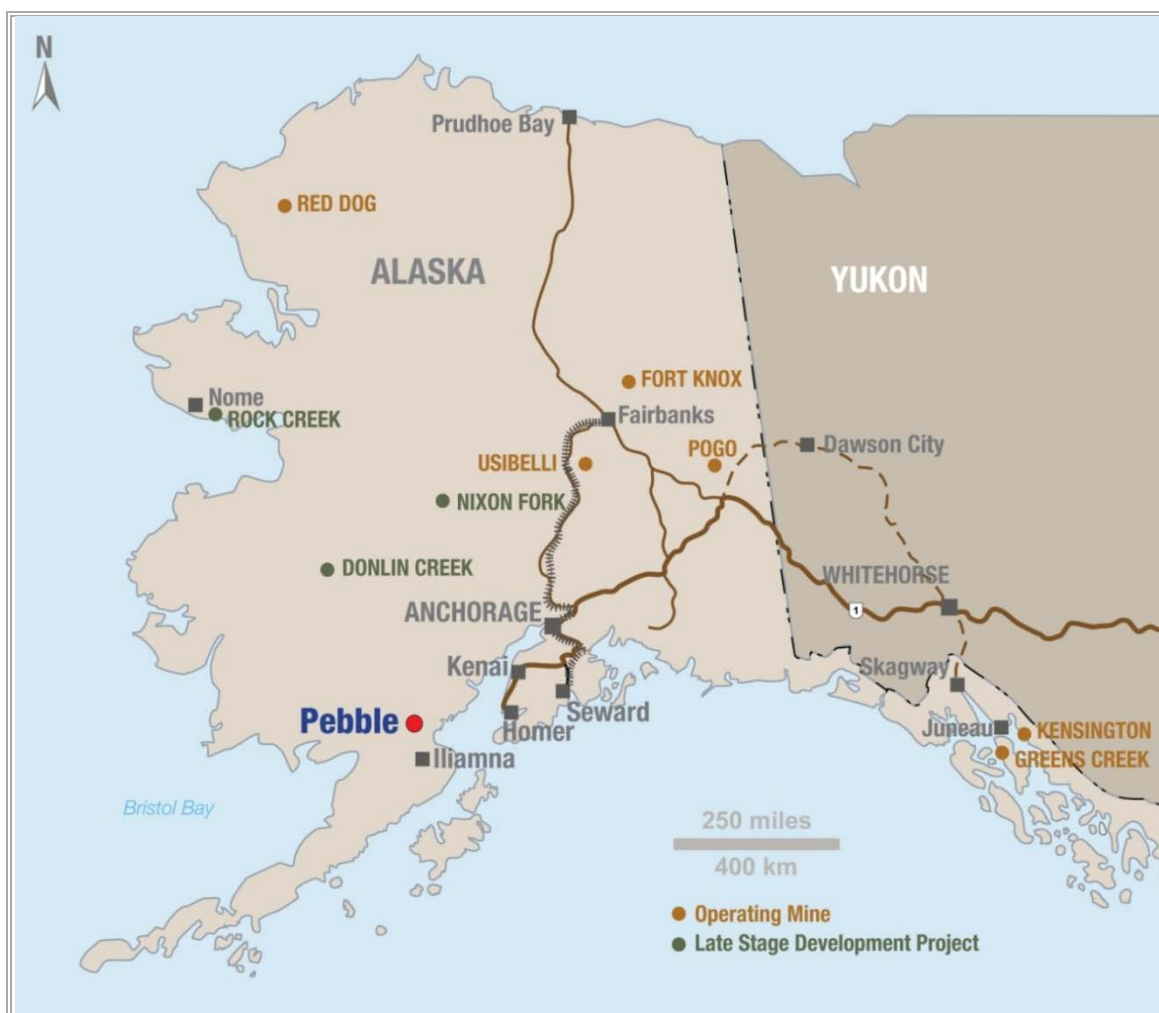 N
Prudhoe Bay
RED DOG
ALASKA
YUKON
FORT KNOX
Nome
ROCK CREEK
Fairbanks
Dawson City
POGO
USIBELLI
NIXON FORK
DONLIN CREEK
WHITEHORSE
1
ANCHORAGE
Kenai
Skagway
Pebble
Seward
Homer
Juneau
KENSINGTON
Iliamna
GREENS CREEK
Bristol Bay
250 miles
400 km
Operating Mine
Late Stage Development Project